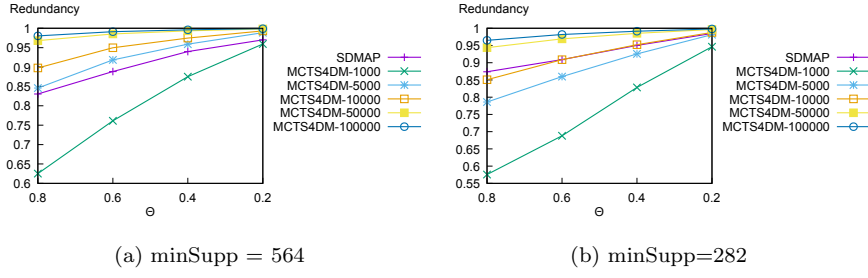 Redundancy
1
0.95
0.9
0.85
0.8
0.75
0.7
0.65
0.6
0.8
0.6
0.4
0.2
Θ
SDMAP
MCTS4DM-1000
MCTS4DM-5000
MCTS4DM-10000
MCTS4DM-50000
MCTS4DM-100000
(a) minSupp = 564
Redundancy
1
0.95
0.9
0.85
0.8
0.75
0.7
0.65
0.6
0.55
0.8
0.6
0.4
0.2
Θ
SDMAP
MCTS4DM-1000
MCTS4DM-5000
MCTS4DM-10000
MCTS4DM-50000
MCTS4DM-100000
(b) minSupp=282